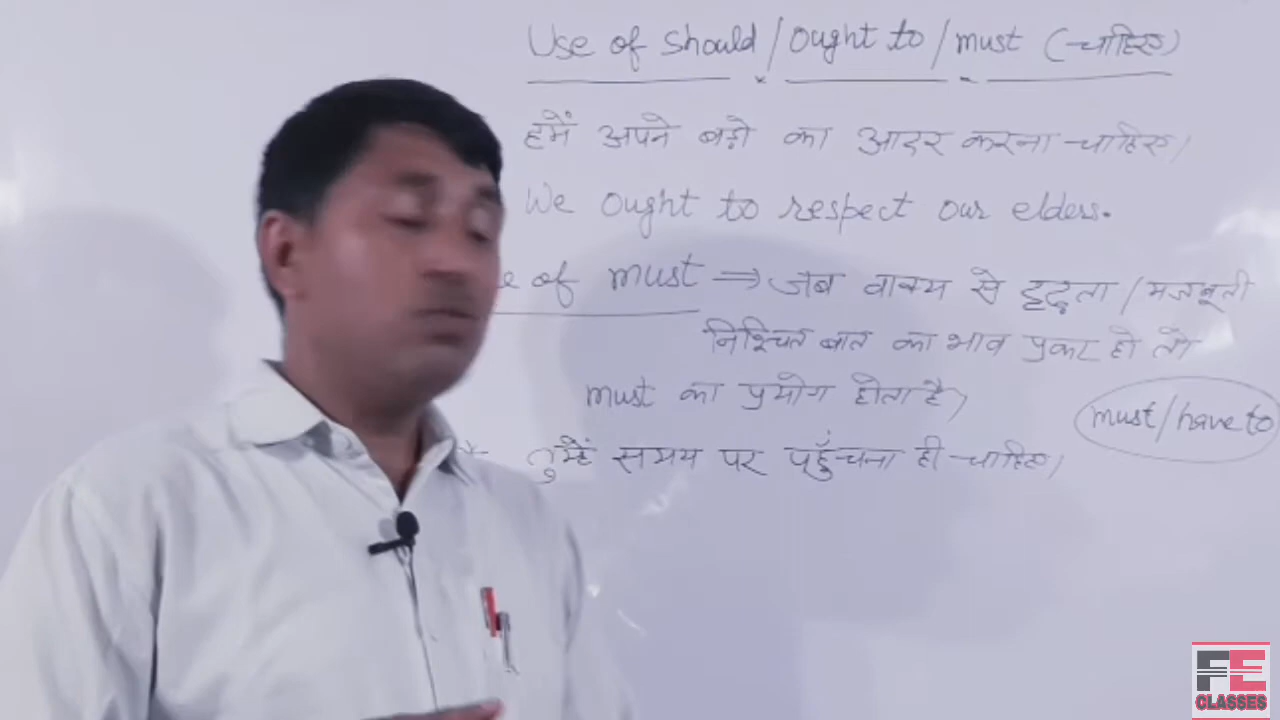 Use of should / ought to / must (चाहिए)
हमें अपने बड़ो का आदर करना चाहिए।
We ought to respect our elders.
e of must ⇒ जब वाक्य से दृढ़ता / मजबूती
निश्चित बात का भाव प्रकट हो तो
must का प्रयोग होता है।
must / have to
तुम्हें समय पर पहुँचना ही चाहिए।
FE
CLASSES